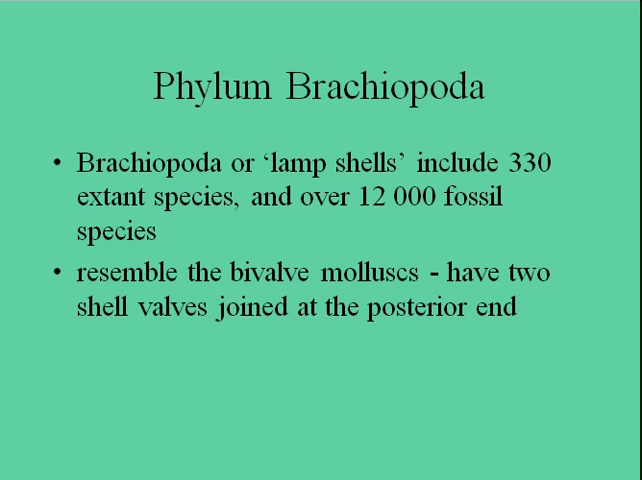 Phylum Brachiopoda
• Brachiopoda or ‘lamp shells’ include 330
extant species, and over 12 000 fossil
species
• resemble the bivalve molluscs - have two
shell valves joined at the posterior end